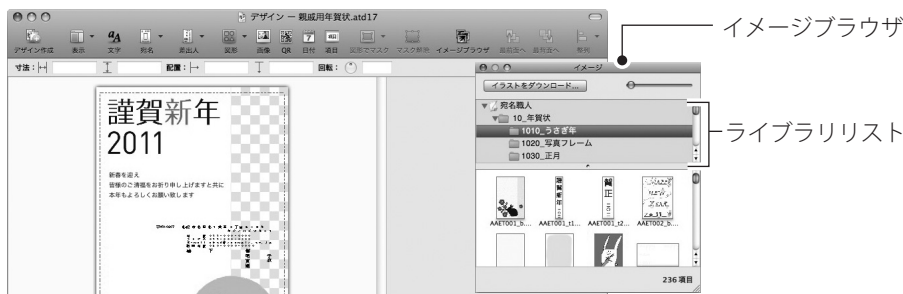 デザイン ー 親戚用年賀状.atd17
デザイン作成 表示 文字 宛名 差出人 図形 画像 QR 日付 項目 図形でマスク マスク解除 イメージブラウザ 最前面へ 最背面へ 整列
寸法： 配置： 回転：
謹賀新年
2011
新春を迎え
皆様のご清福をお祈り申し上げますと共に
本年もよろしくお願い致します
イメージ
イラストをダウンロード...
宛名職人
10_年賀状
1010_うさぎ年
1020_写真フレーム
1030_正月
AAET001_b... AAET001_t1... AAET001_t2... AAET002_b...
236 項目
イメージブラウザ
ライブラリリスト